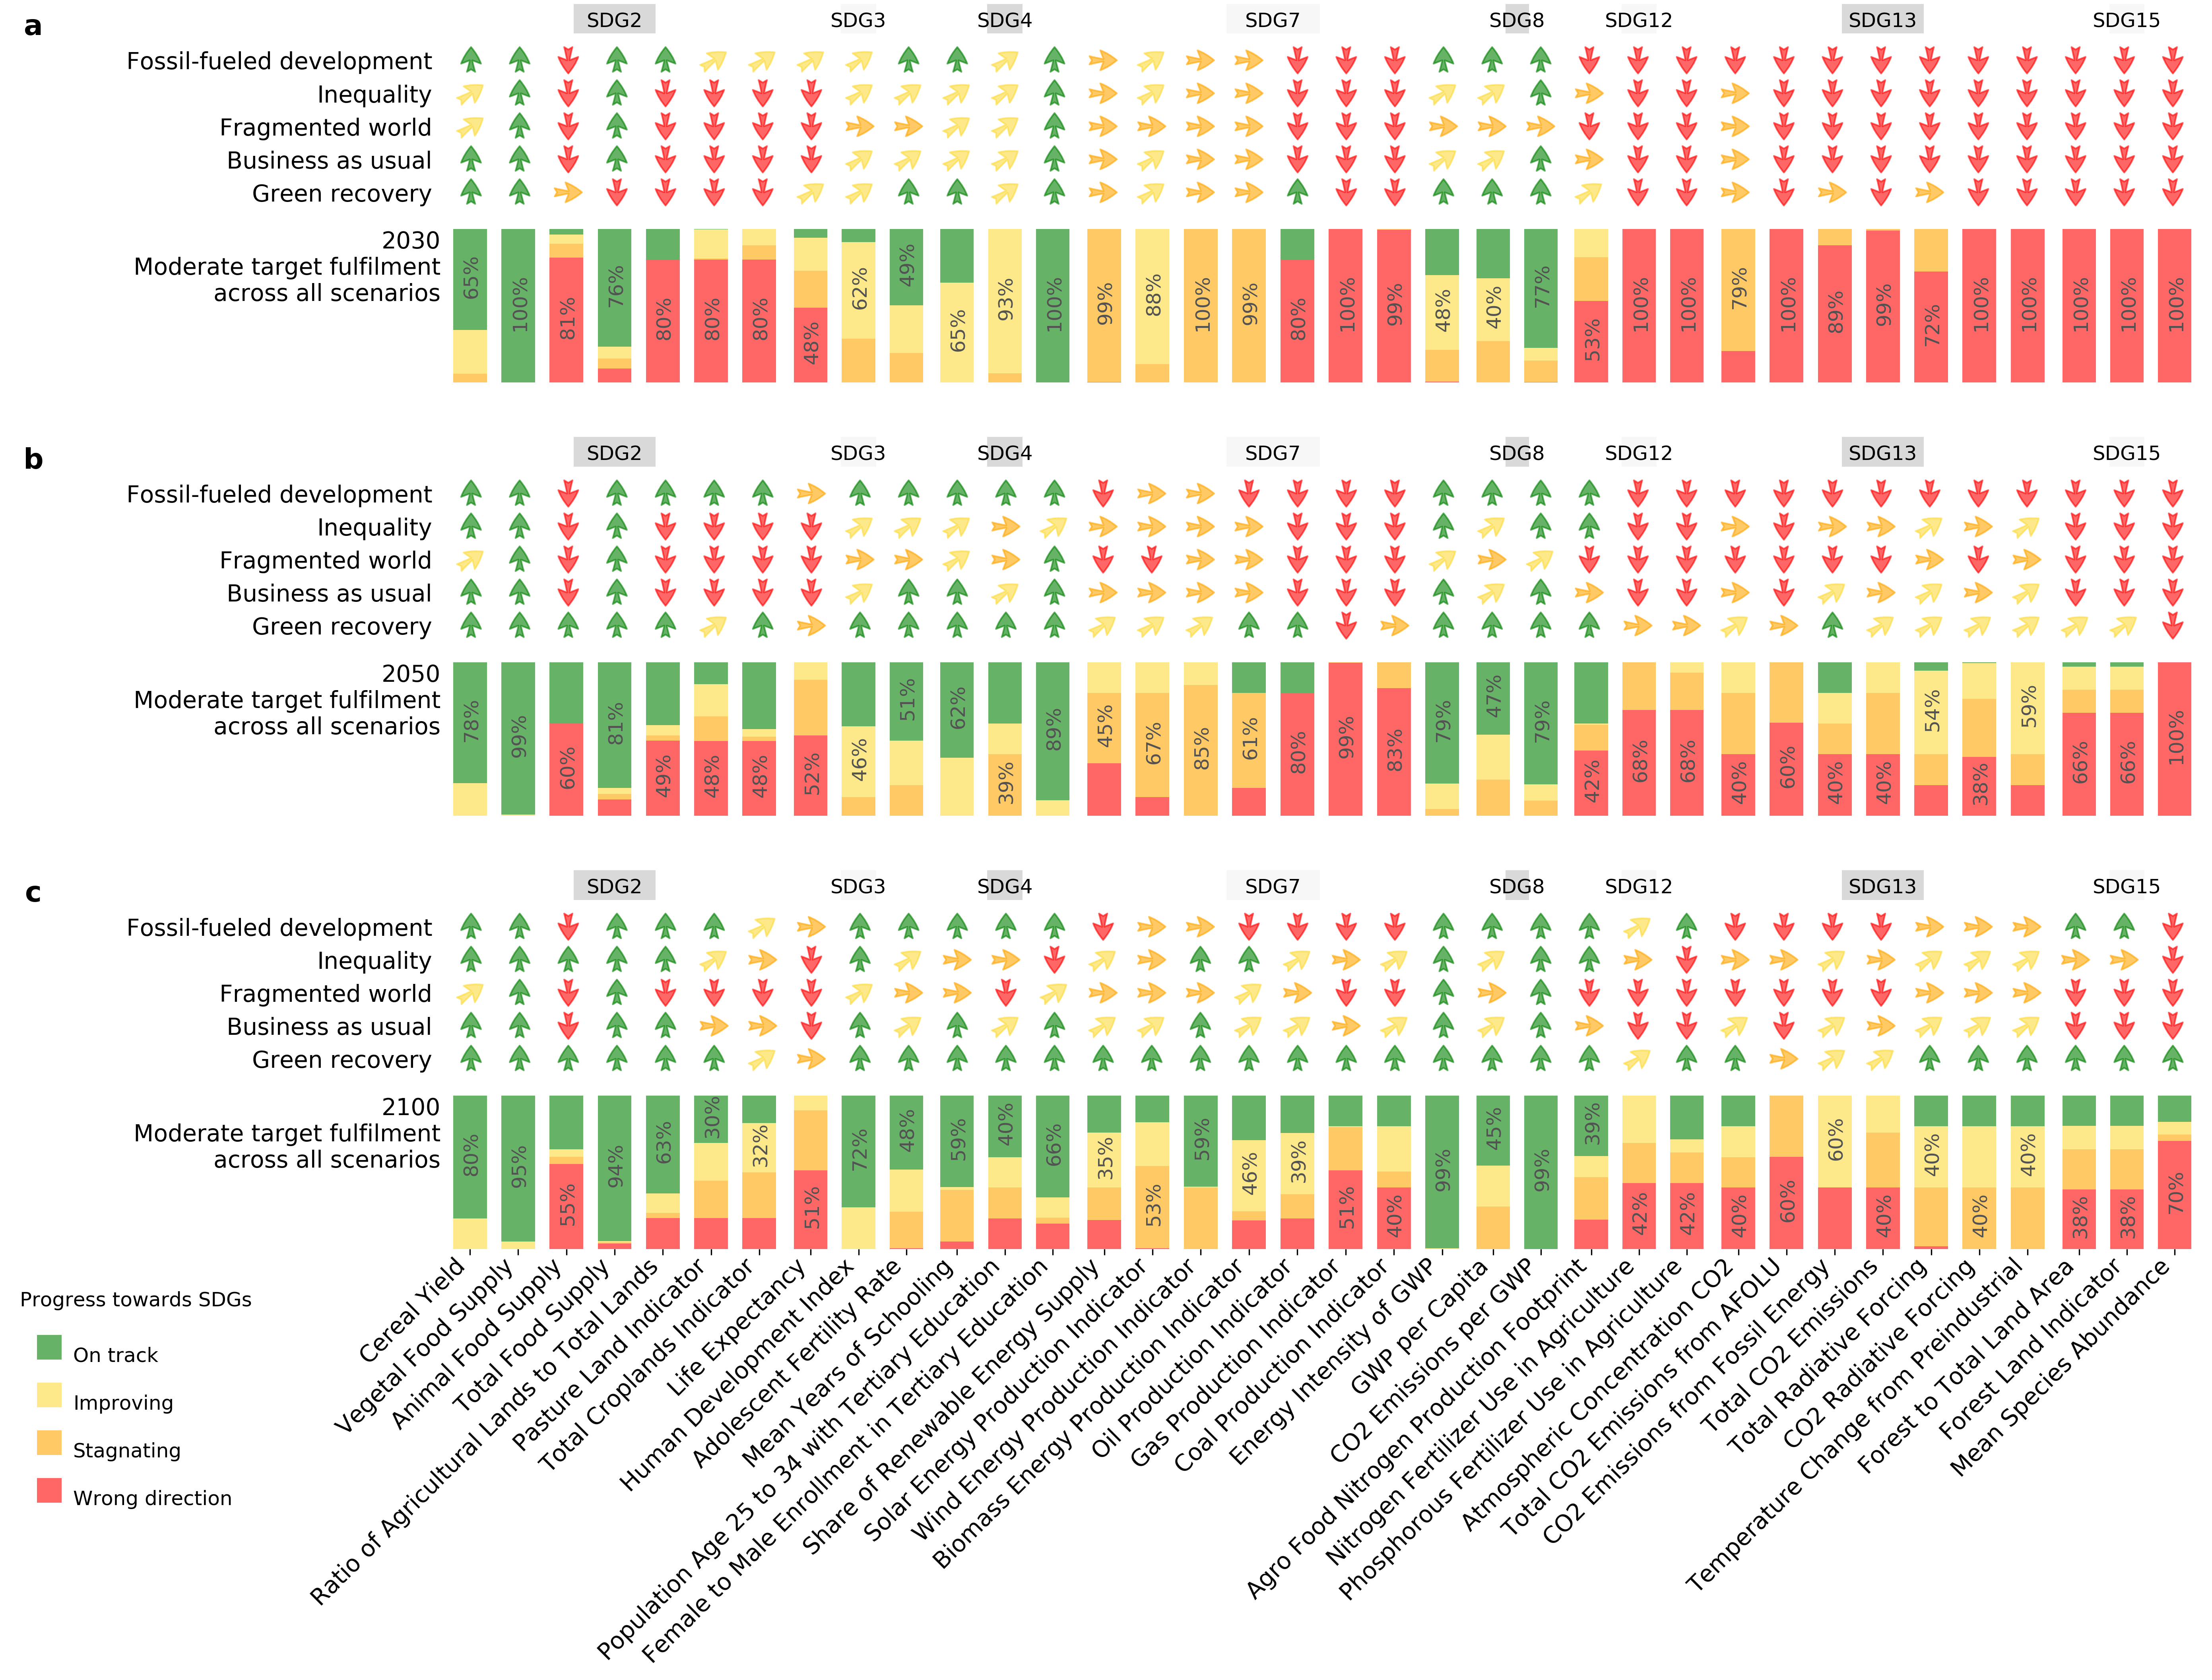 a
SDG2 SDG3 SDG4 SDG7 SDG8 SDG12 SDG13 SDG15
Fossil-fueled development
Inequality
Fragmented world
Business as usual
Green recovery
2030
Moderate target fulfilment
across all scenarios
65% 100% 81% 76% 80% 80% 80% 48% 62% 49% 65% 93% 100% 99% 88% 100% 99% 80% 100% 99% 48% 40% 77% 53% 100% 100% 79% 100% 89% 99% 72% 100% 100% 100% 100% 100%
b
SDG2 SDG3 SDG4 SDG7 SDG8 SDG12 SDG13 SDG15
Fossil-fueled development
Inequality
Fragmented world
Business as usual
Green recovery
2050
Moderate target fulfilment
across all scenarios
78% 99% 60% 81% 49% 48% 48% 52% 46% 51% 62% 39% 89% 45% 67% 85% 61% 80% 99% 83% 79% 47% 79% 42% 68% 68% 40% 60% 40% 40% 54% 38% 59% 66% 66% 100%
c
SDG2 SDG3 SDG4 SDG7 SDG8 SDG12 SDG13 SDG15
Fossil-fueled development
Inequality
Fragmented world
Business as usual
Green recovery
2100
Moderate target fulfilment
across all scenarios
80% 95% 55% 94% 63% 30% 32% 51% 72% 48% 59% 40% 66% 35% 53% 59% 46% 39% 51% 40% 99% 45% 99% 39% 42% 42% 40% 60% 60% 40% 40% 40% 40% 38% 38% 70%
Cereal Yield
Vegetal Food Supply
Animal Food Supply
Total Food Supply
Ratio of Agricultural Lands to Total Lands
Pasture Land Indicator
Total Croplands Indicator
Life Expectancy
Human Development Index
Adolescent Fertility Rate
Mean Years of Schooling
Population Age 25 to 34 with Tertiary Education
Female to Male Enrollment in Tertiary Education
Share of Renewable Energy Supply
Solar Energy Production Indicator
Wind Energy Production Indicator
Biomass Energy Production Indicator
Oil Production Indicator
Gas Production Indicator
Coal Production Indicator
Energy Intensity of GWP
GWP per Capita
CO2 Emissions per GWP
Agro Food Nitrogen Production Footprint
Nitrogen Fertilizer Use in Agriculture
Phosphorous Fertilizer Use in Agriculture
Atmospheric Concentration CO2
Total CO2 Emissions from AFOLU
CO2 Emissions from Fossil Energy
Total CO2 Emissions
Total Radiative Forcing
CO2 Radiative Forcing
Temperature Change from Preindustrial
Forest to Total Land Area
Forest Land Indicator
Mean Species Abundance
Progress towards SDGs
On track
Improving
Stagnating
Wrong direction